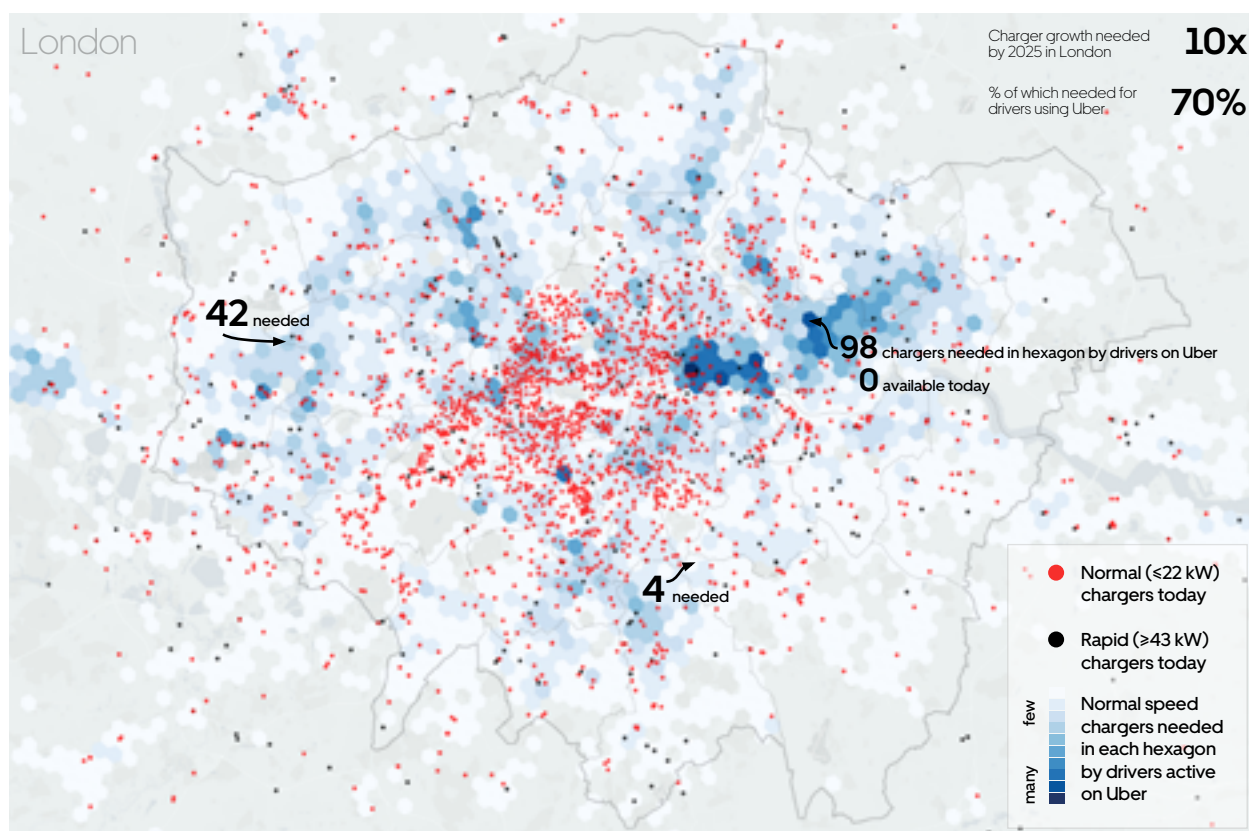 London
Charger growth needed
by 2025 in London
10x
% of which needed for
drivers using Uber
70%
42 needed
98 chargers needed in hexagon by drivers on Uber
0 available today
4 needed
Normal (≤22 kW)
chargers today
Rapid (≥43 kW)
chargers today
few
many
Normal speed
chargers needed
in each hexagon
by drivers active
on Uber